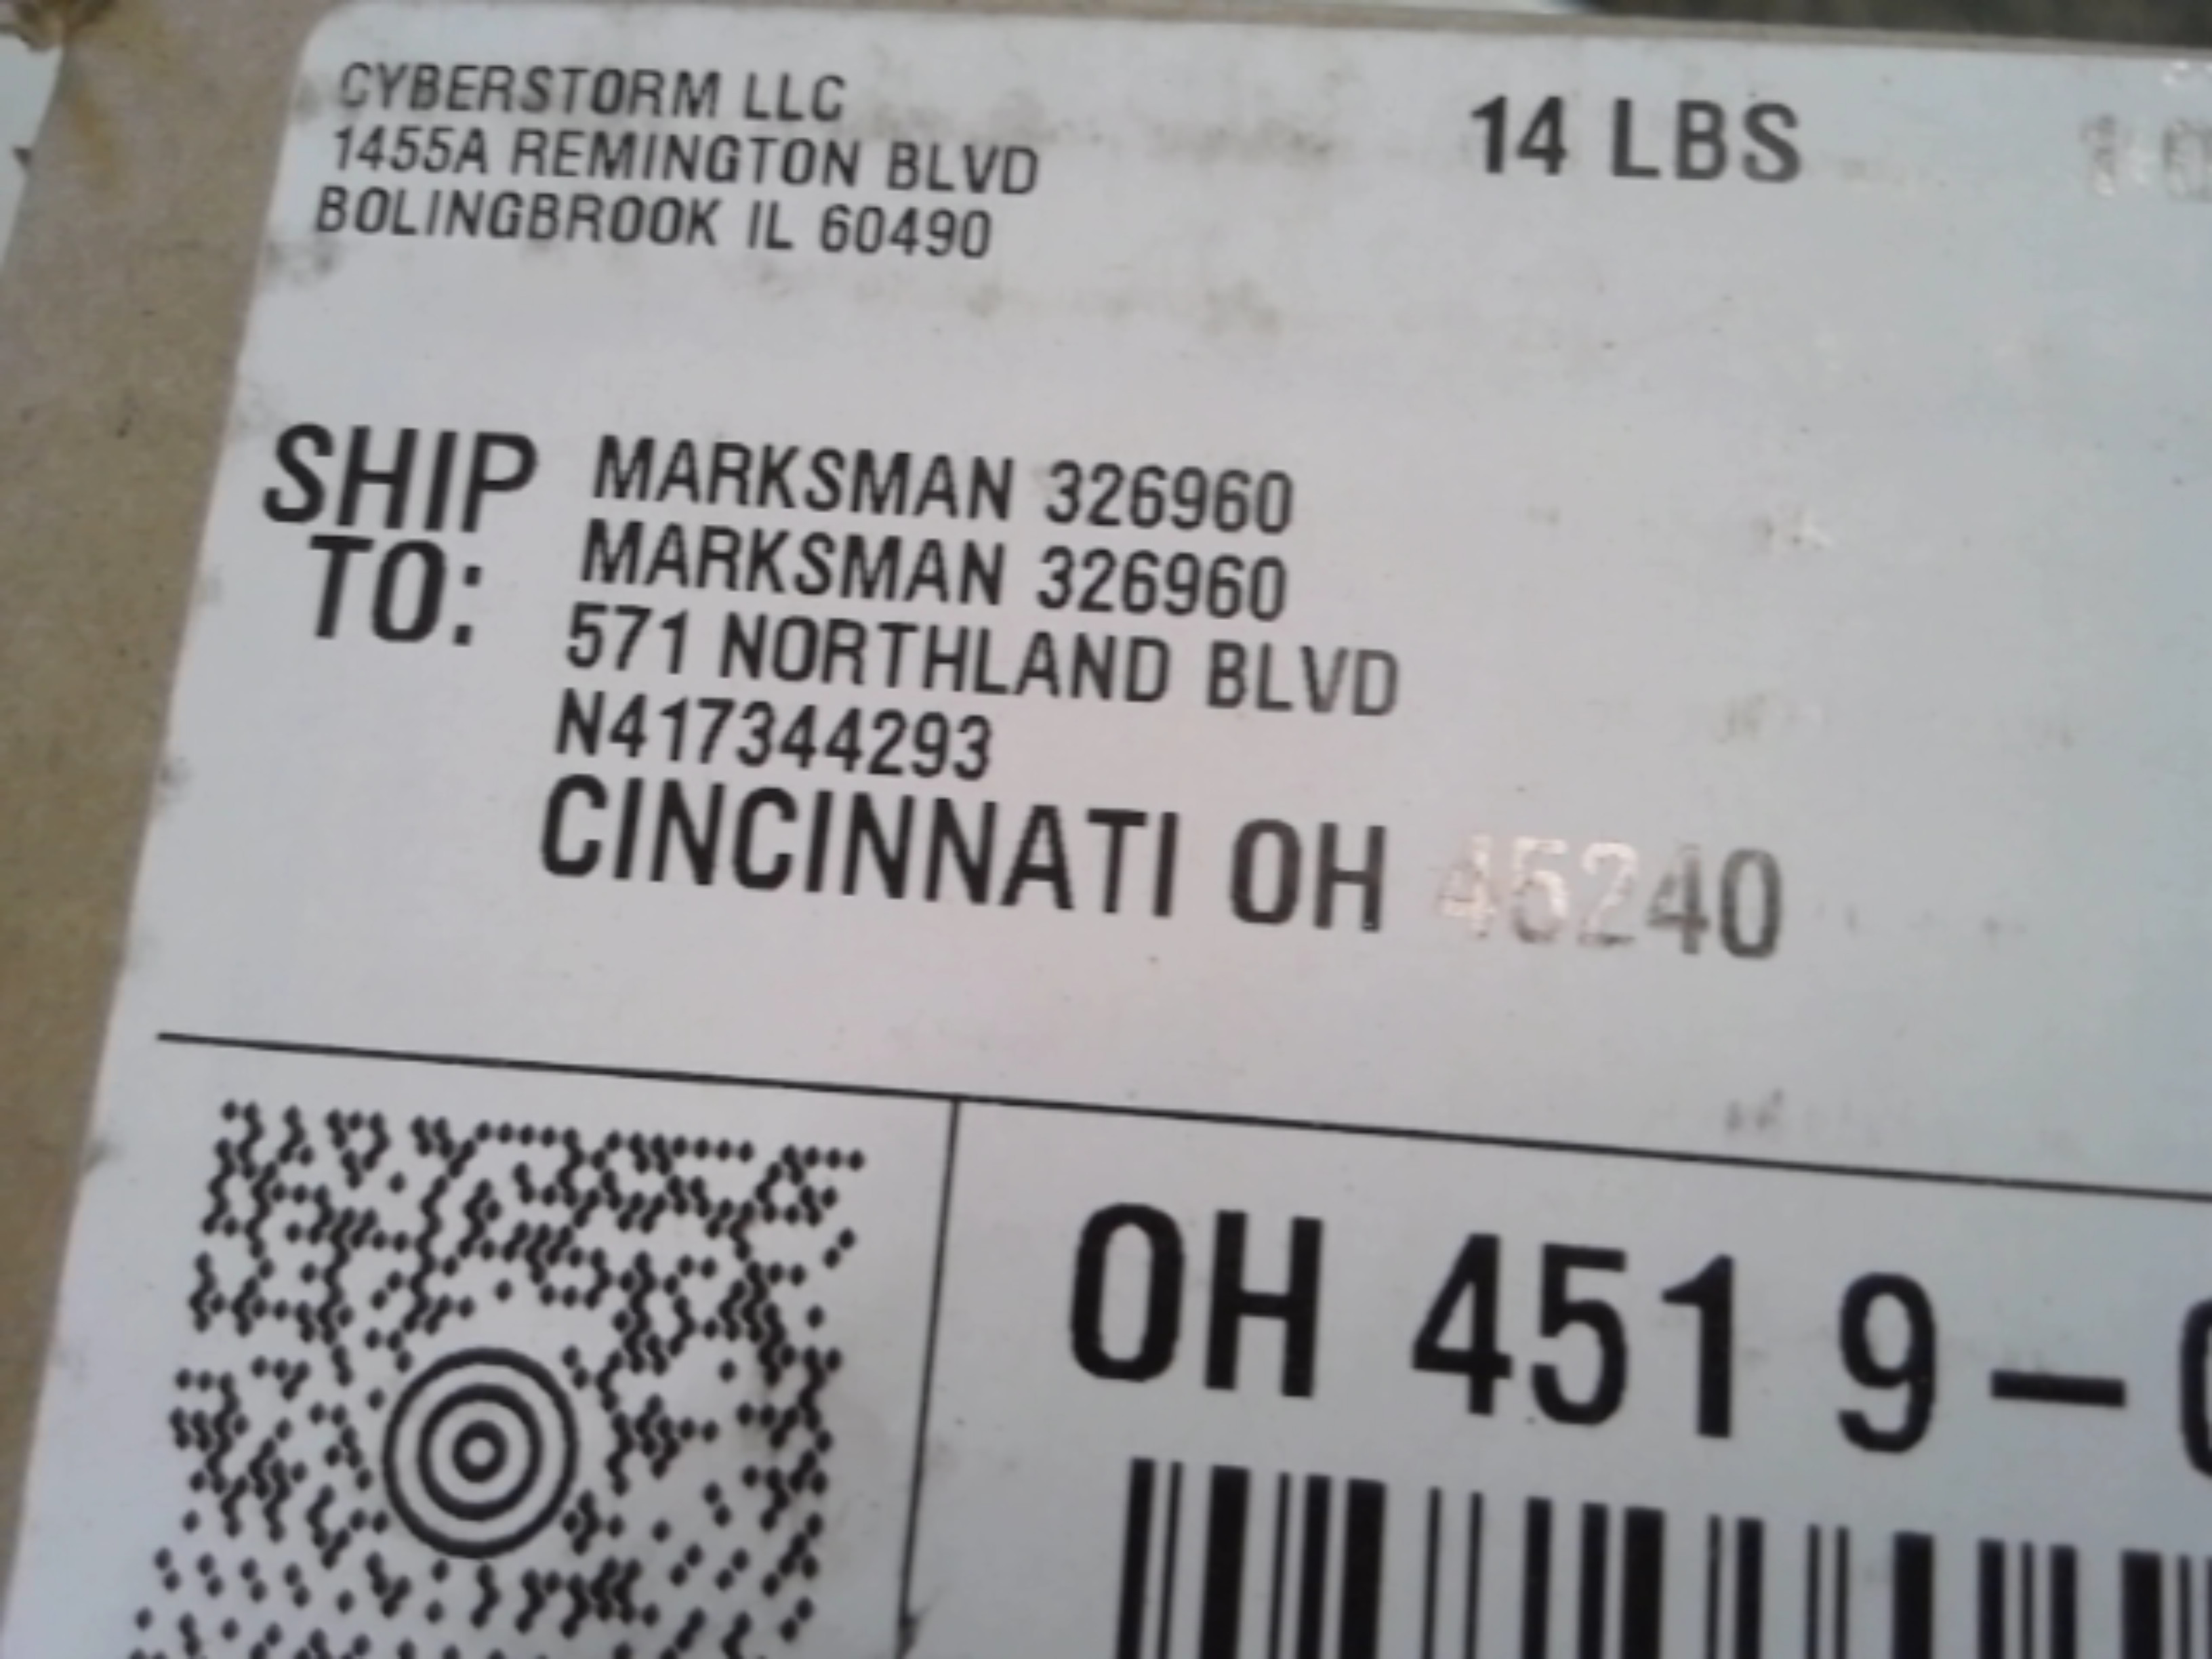 CYBERSTORM LLC
14 LBS
1455A REMINGTON BLVD
BOLINGBROOK IL 60490
SHIP TO:
MARKSMAN 326960
MARKSMAN 326960
571 NORTHLAND BLVD
N417344293
CINCINNATI OH 45240
OH 451 9-